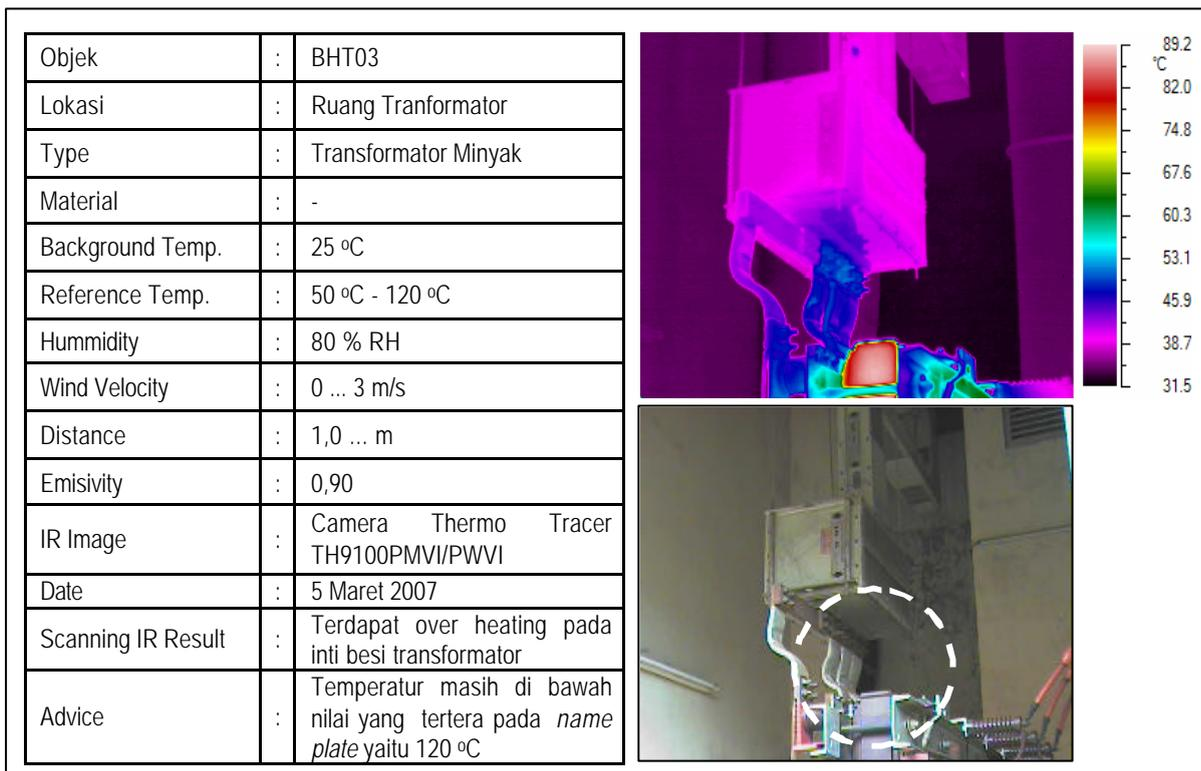 Objek : BHT03
Lokasi : Ruang Tranformator
Type : Transformator Minyak
Material : -
Background Temp. : 25 ºC
Reference Temp. : 50 ºC - 120 ºC
Hummidity : 80 % RH
Wind Velocity : 0 ... 3 m/s
Distance : 1,0 ... m
Emisivity : 0,90
IR Image : Camera Thermo Tracer
TH9100PMVI/PWVI
Date : 5 Maret 2007
Scanning IR Result : Terdapat over heating pada
inti besi transformator
Advice : Temperatur masih di bawah
nilai yang tertera pada name
plate yaitu 120 ºC
89.2
°C
82.0
74.8
67.6
60.3
53.1
45.9
38.7
31.5